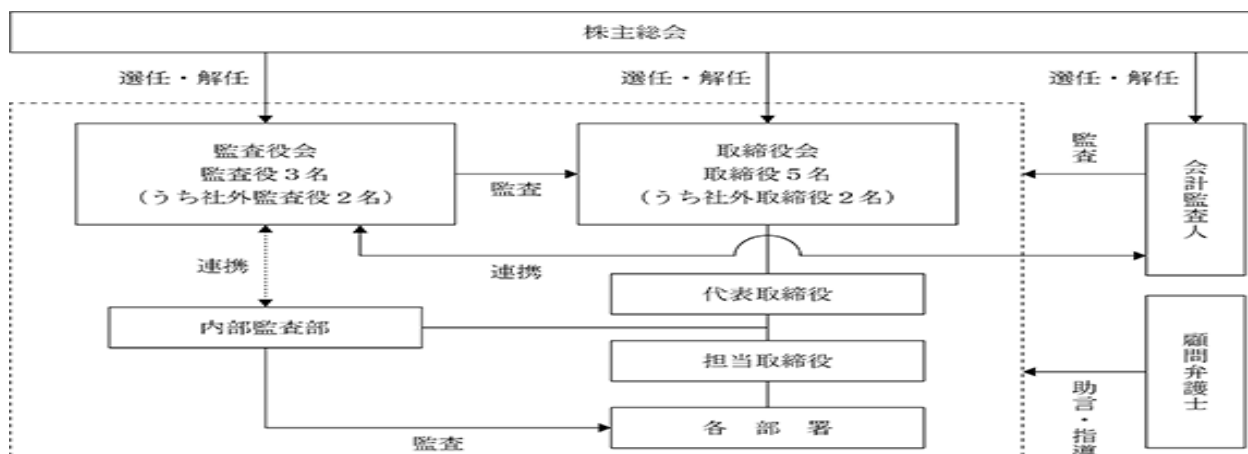 株主総会
選任・解任
選任・解任
選任・解任
監査役会
監査役３名
（うち社外監査役２名）
監査
取締役会
取締役５名
（うち社外取締役２名）
監査
会計監査人
連携
連携
代表取締役
内部監査部
担当取締役
顧問弁護士
助言・指導
各部署
監査